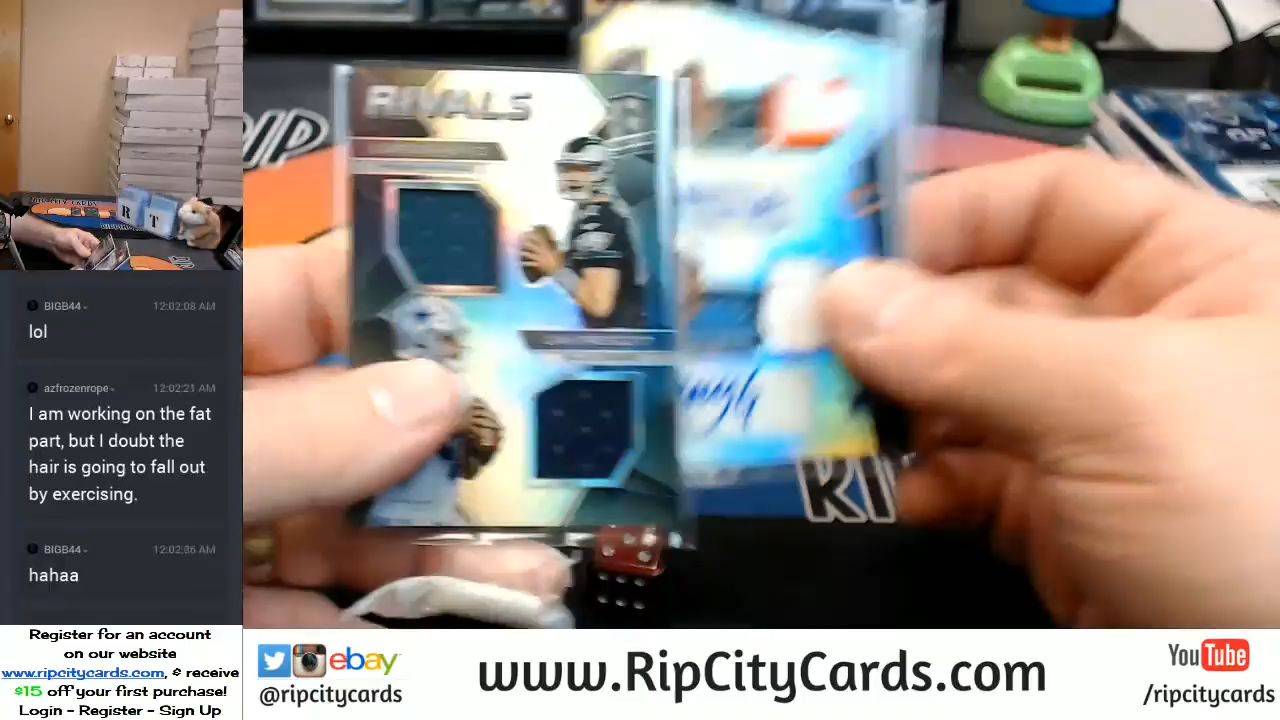 BIGB44
12:02:08 AM
lol
azfrozenrope
12:02:21 AM
I am working on the fat
part, but I doubt the
hair is going to fall out
by exercising.
BIGB44
12:02:36 AM
hahaa
Register for an account
on our website
www.ripcitycards.com, & receive
$15 off your first purchase!
Login - Register - Sign Up
RIVALS
R T
ebay
@ripcitycards
www.RipCityCards.com
YouTube
/ripcitycards